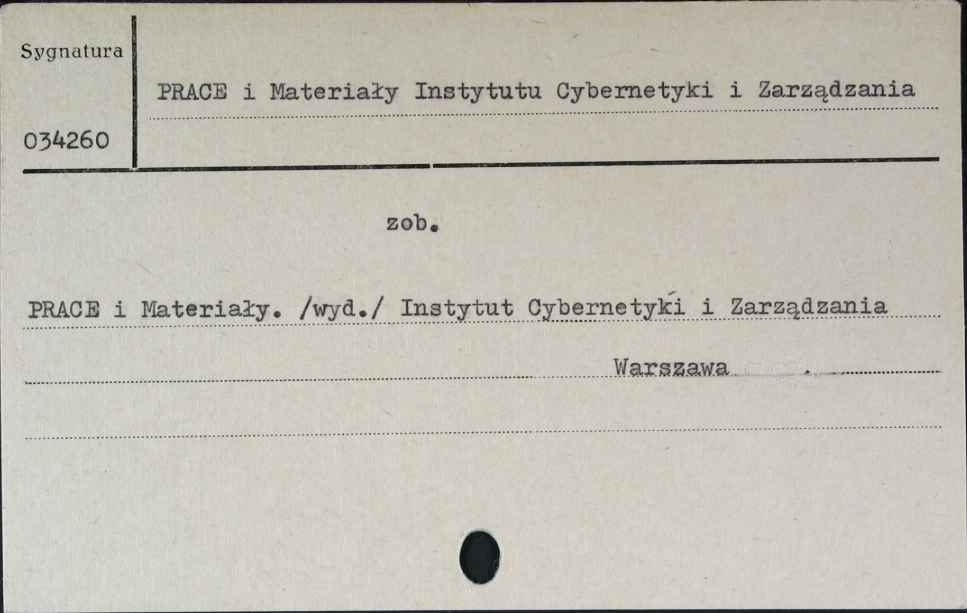 Sygnatura
PRACE i Materiały Instytutu Cybernetyki i Zarządzania
034260
zob.
PRACE i Materiały. /wyd./ Instytut Cybernetyki i Zarządzania
Warszawa